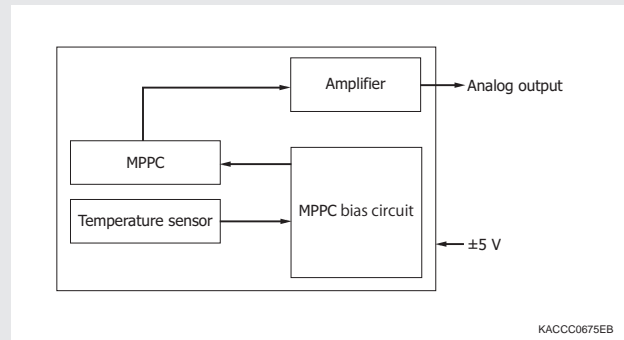 Amplifier
Analog output
MPPC
MPPC bias circuit
Temperature sensor
±5 V
KACCC0675EB